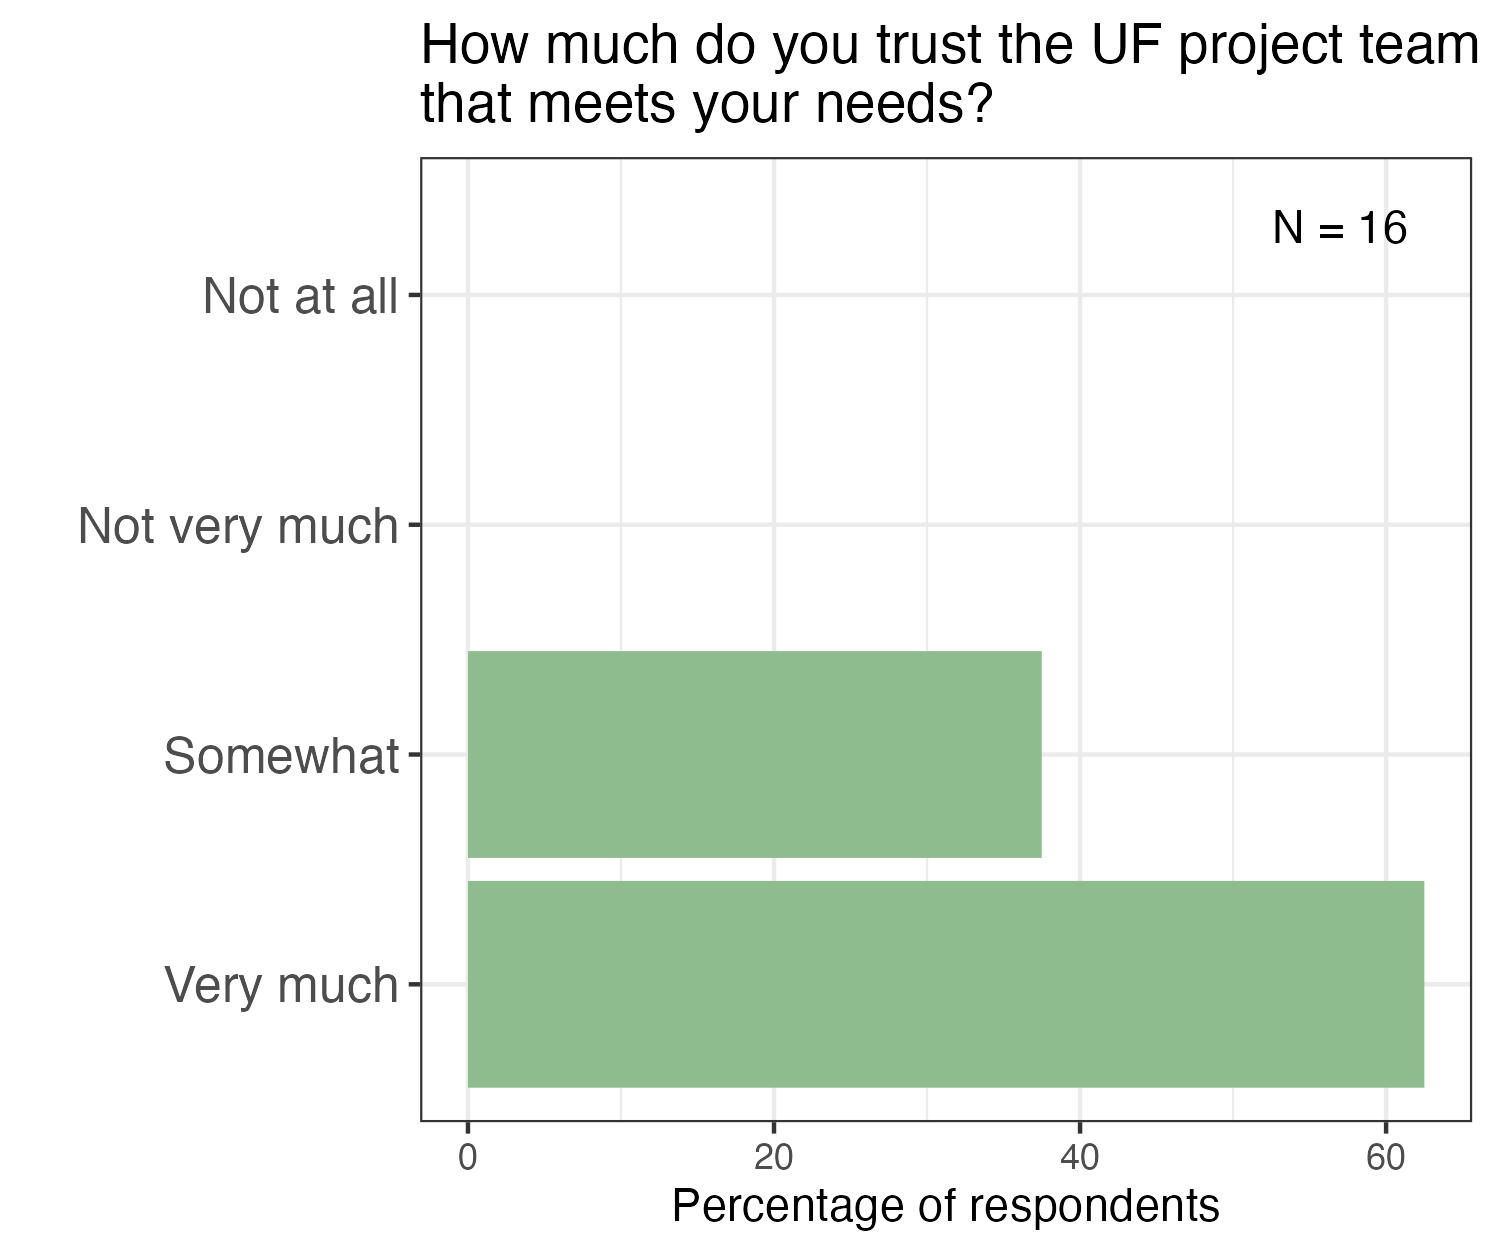 How much do you trust the UF project team
that meets your needs?
N = 16
Not at all
Not very much
Somewhat
Very much
0 20 40 60
Percentage of respondents